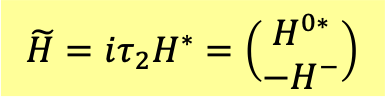 H̃ = iτ₂H* = (H⁰* −H⁻)